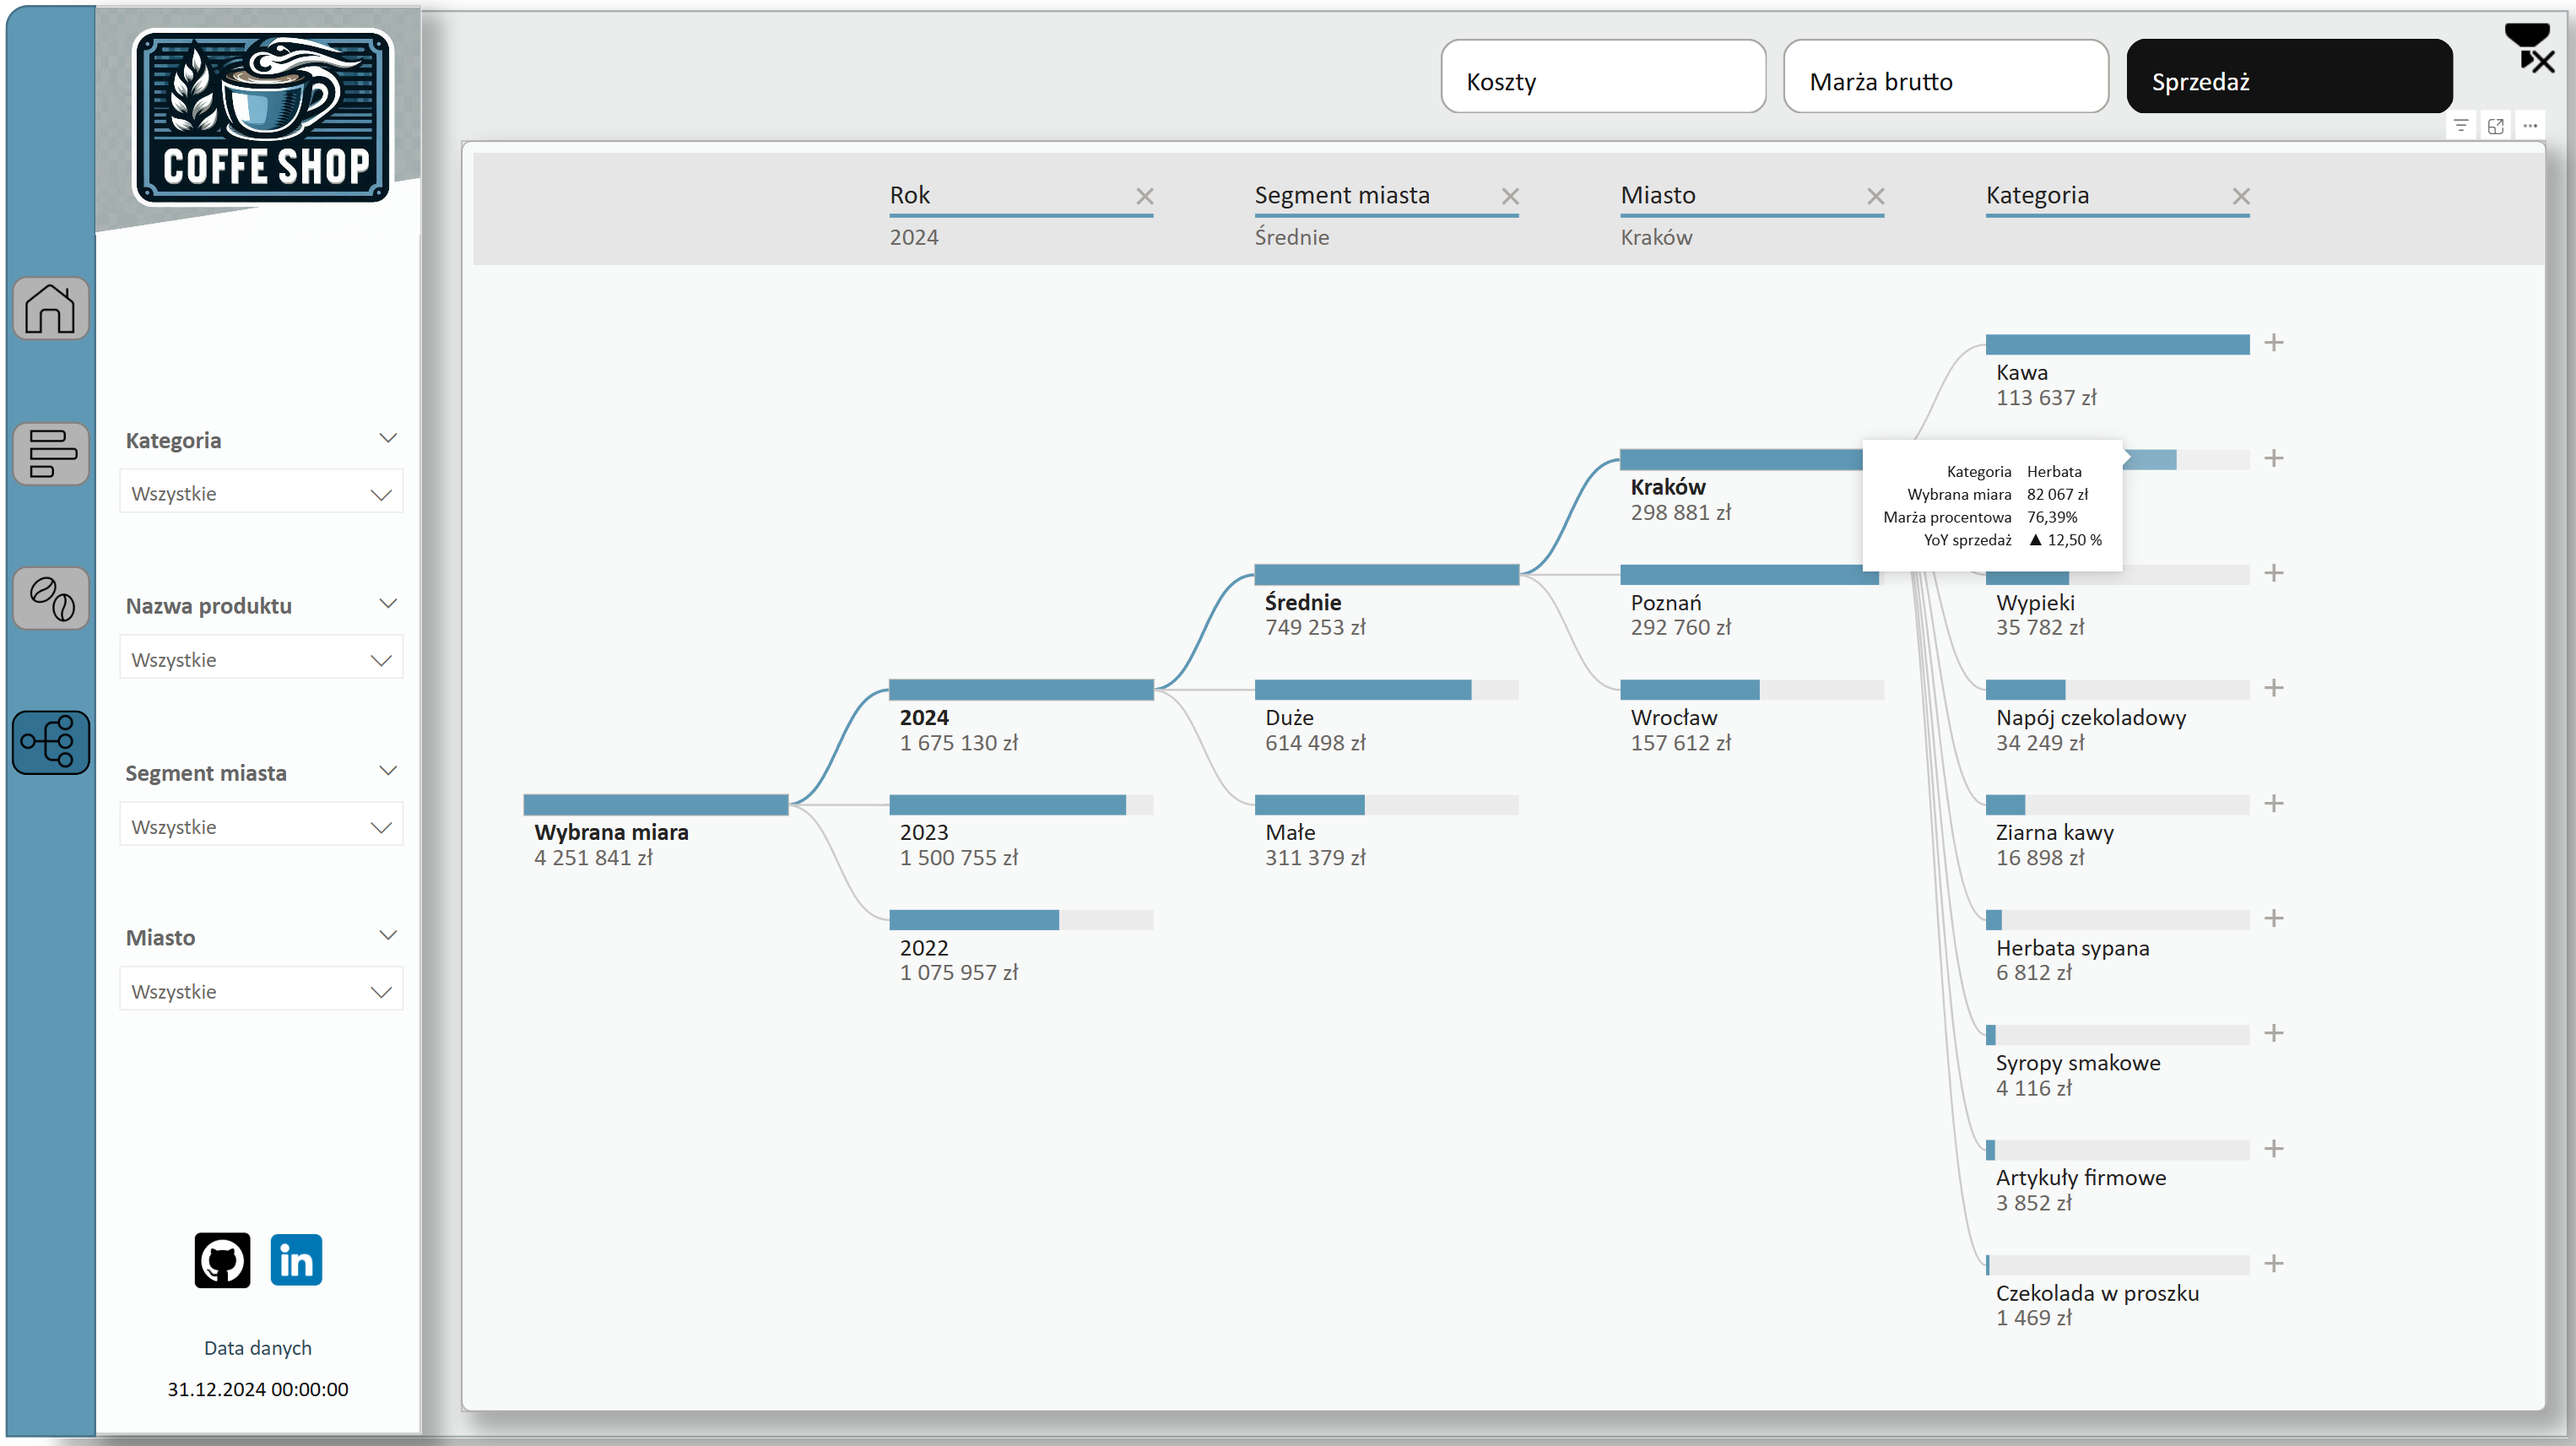 COFFE SHOP
Kategoria
Wszystkie
Nazwa produktu
Wszystkie
Segment miasta
Wszystkie
Miasto
Wszystkie
in
Data danych
31.12.2024 00:00:00
Koszty
Marża brutto
Sprzedaż
Rok
2024
Segment miasta
Średnie
Miasto
Kraków
Kategoria
Wybrana miara
4 251 841 zł
2024
1 675 130 zł
2023
1 500 755 zł
2022
1 075 957 zł
Średnie
749 253 zł
Duże
614 498 zł
Małe
311 379 zł
Kraków
298 881 zł
Poznań
292 760 zł
Wrocław
157 612 zł
Kawa
113 637 zł
Kategoria Herbata
Wybrana miara 82 067 zł
Marża procentowa 76,39%
YoY sprzedaż ▲ 12,50 %
Wypieki
35 782 zł
Napój czekoladowy
34 249 zł
Ziarna kawy
16 898 zł
Herbata sypana
6 812 zł
Syropy smakowe
4 116 zł
Artykuły firmowe
3 852 zł
Czekolada w proszku
1 469 zł